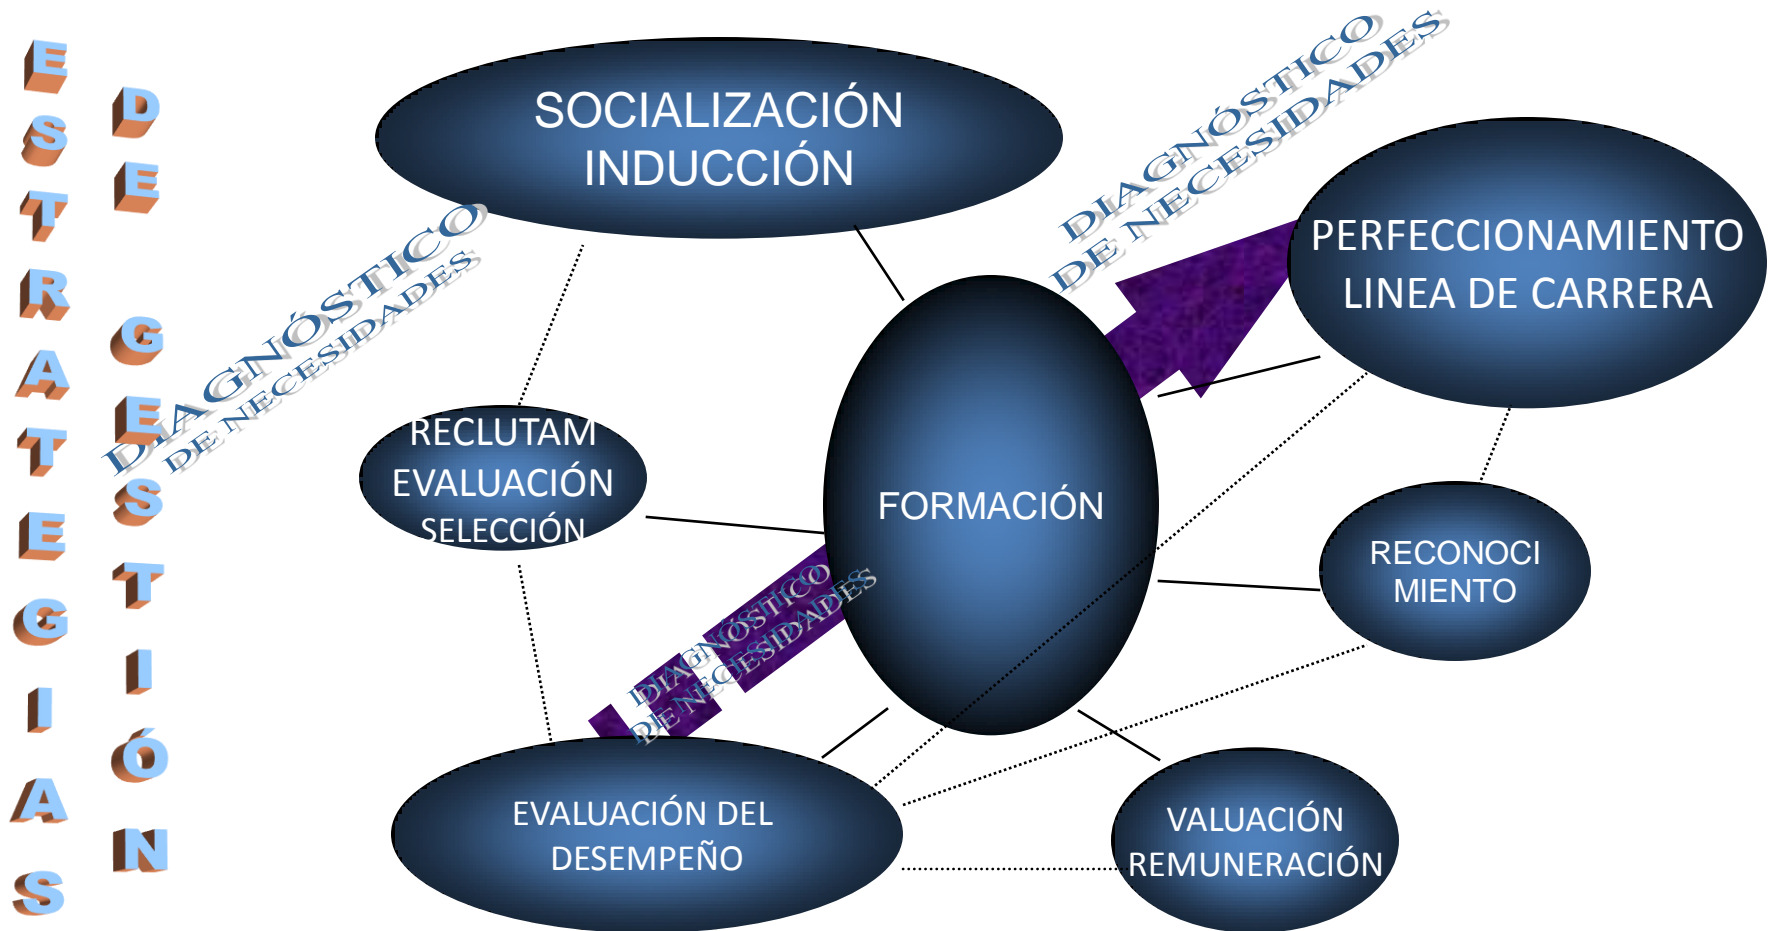 ESTRATEGIAS
DE GESTIÓN
SOCIALIZACIÓN
INDUCCIÓN
DIAGNÓSTICO
DE NECESIDADES
PERFECCIONAMIENTO
LINEA DE CARRERA
DIAGNÓSTICO
DE NECESIDADES
RECLUTAM
EVALUACIÓN
SELECCIÓN
FORMACIÓN
RECONOCI
MIENTO
DIAGNÓSTICO
DE NECESIDADES
EVALUACIÓN DEL
DESEMPEÑO
VALUACIÓN
REMUNERACIÓN